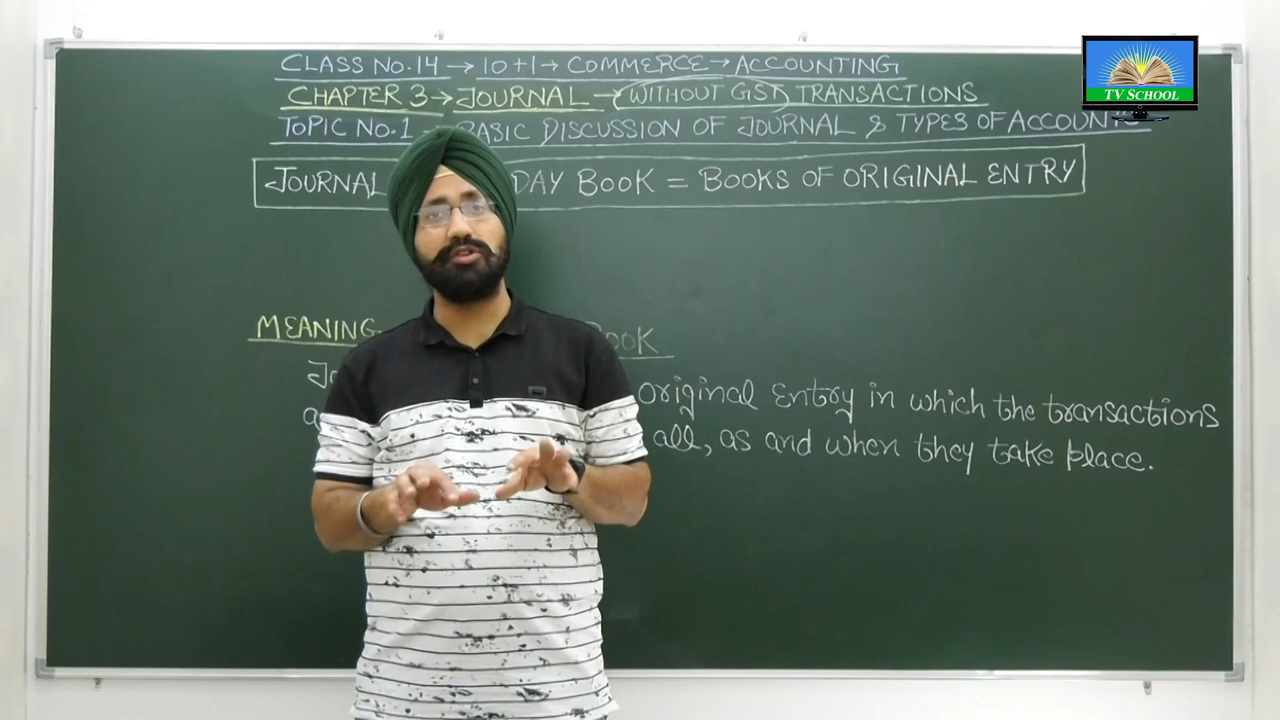 CLASS NO.14 → 10+1 → COMMERCE → ACCOUNTING
CHAPTER 3 → JOURNAL → WITHOUT GST TRANSACTIONS
TOPIC NO.1 → BASIC DISCUSSION OF JOURNAL & TYPES OF ACCOUNTS
JOURNAL DAY BOOK = BOOKS OF ORIGINAL ENTRY
MEANING BOOK
original Entry in which the transactions
all, as and when they take place.
TV SCHOOL